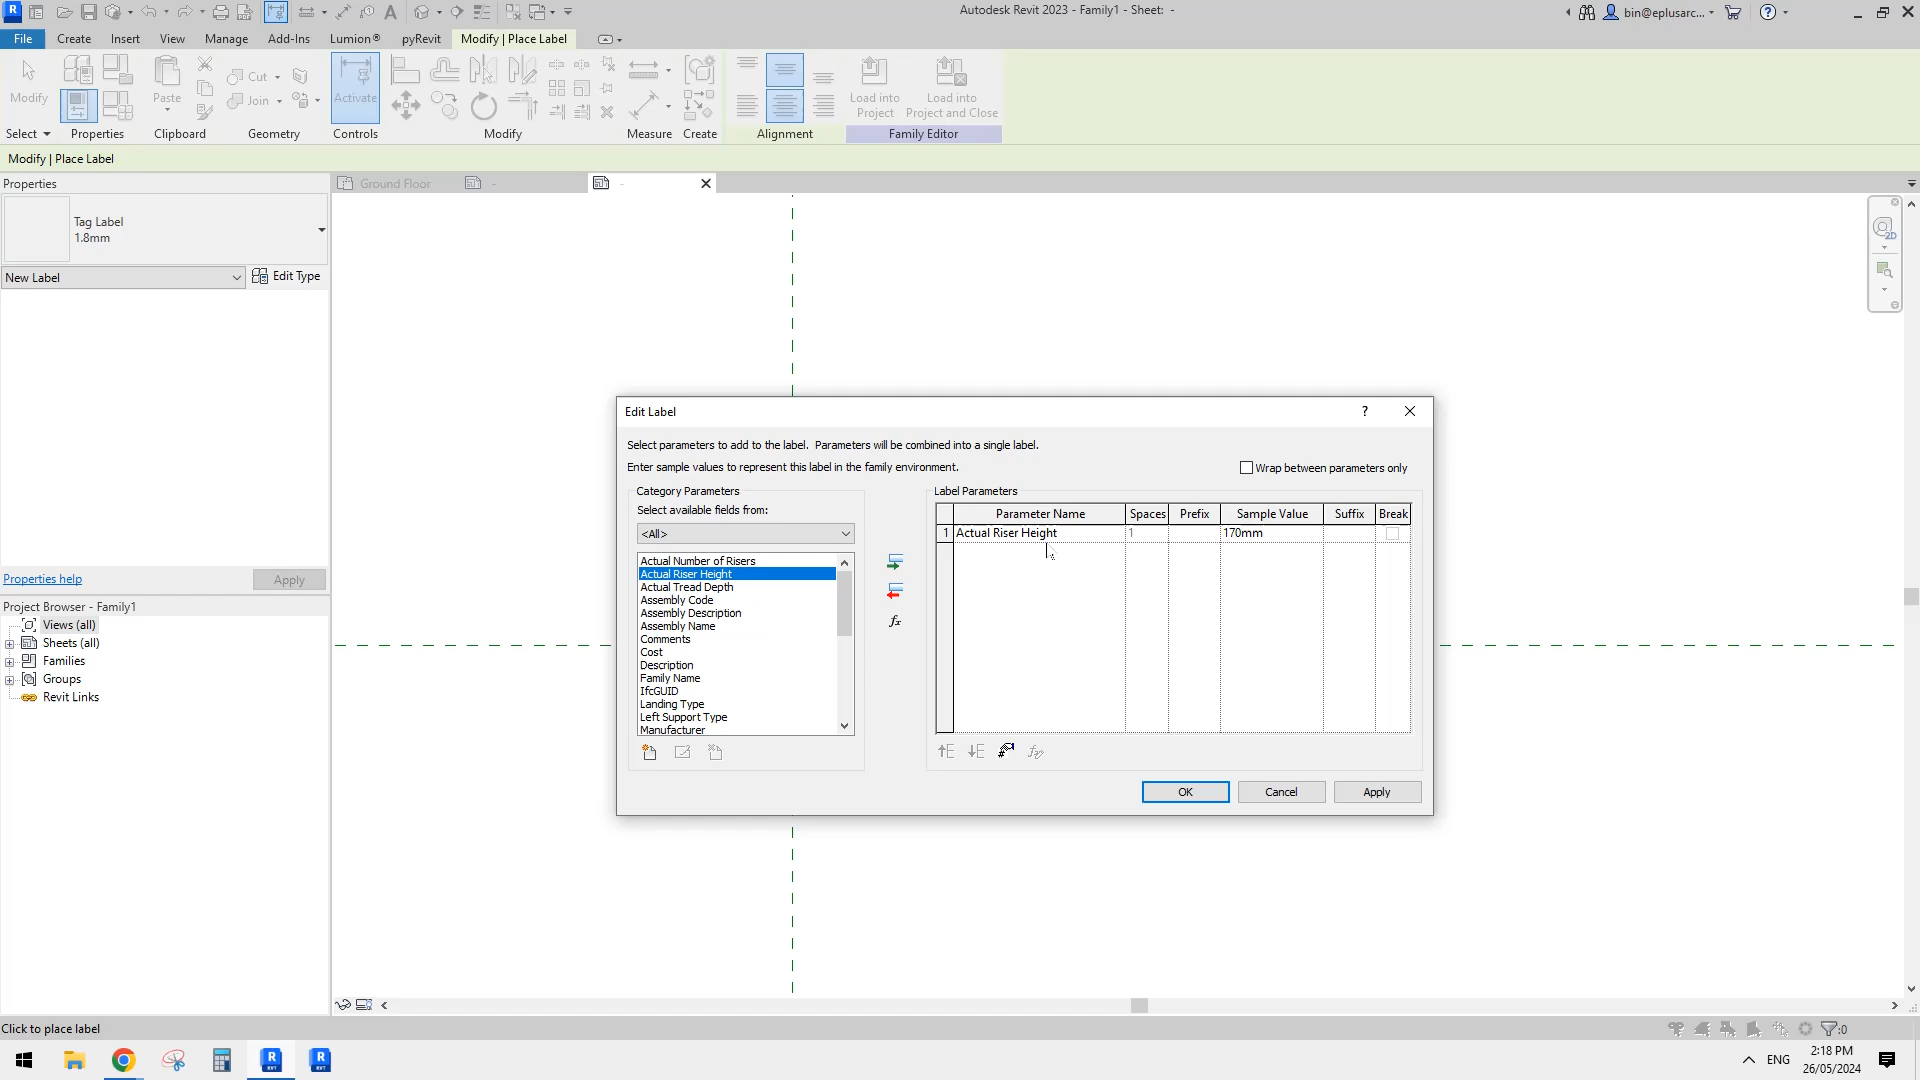 Autodesk Revit 2023 - Family1 - Sheet: -
bin@eplusarc...
File Create Insert View Manage Add-Ins Lumion® pyRevit Modify | Place Label
Modify
Paste
Cut
Join
Activate
Load into Project
Load into Project and Close
Select Properties Clipboard Geometry Controls Modify Measure Create Alignment Family Editor
Modify | Place Label
Properties
Ground Floor
-
-
Tag Label
1.8mm
New Label
Edit Type
2D
Properties help
Apply
Project Browser - Family1
Views (all)
Sheets (all)
Families
Groups
Revit Links
Edit Label
Select parameters to add to the label. Parameters will be combined into a single label.
Enter sample values to represent this label in the family environment.
Wrap between parameters only
Category Parameters
Select available fields from:
<All>
Actual Number of Risers
Actual Riser Height
Actual Tread Depth
Assembly Code
Assembly Description
Assembly Name
Comments
Cost
Description
Family Name
IfcGUID
Landing Type
Left Support Type
Manufacturer
fx
Label Parameters
Parameter Name Spaces Prefix Sample Value Suffix Break
1 Actual Riser Height 1 170mm
OK Cancel Apply
Click to place label
:0
ENG
2:18 PM
26/05/2024